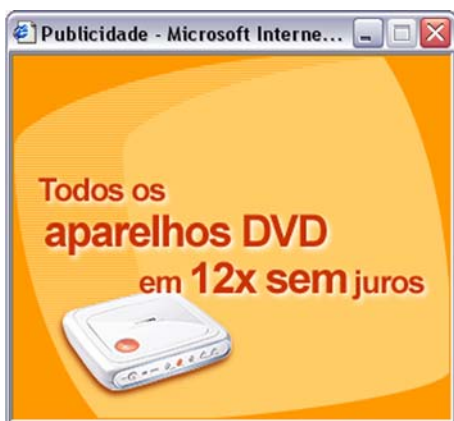 Publicidade - Microsoft Interne...
Todos os
aparelhos DVD
em 12x sem juros